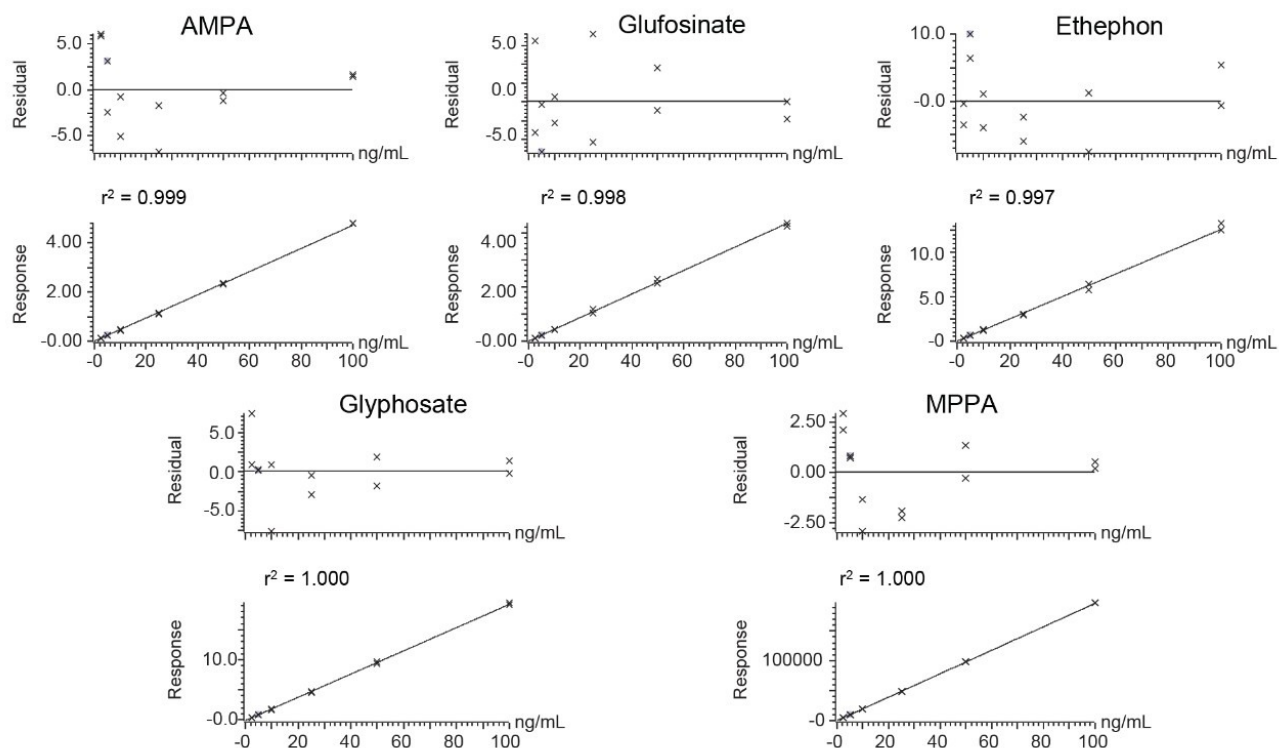 AMPA
Residual
5.0
0.0
-5.0
ng/mL
r² = 0.999
Response
4.00
2.00
-0.00
-0 20 40 60 80 100
ng/mL
Glufosinate
Residual
5.0
0.0
-5.0
ng/mL
r² = 0.998
Response
4.00
2.00
-0.00
-0 20 40 60 80 100
ng/mL
Ethephon
Residual
10.0
-0.0
ng/mL
r² = 0.997
Response
10.0
5.0
-0
-0 20 40 60 80 100
ng/mL
Glyphosate
Residual
5.0
0.0
-5.0
ng/mL
r² = 1.000
Response
10.0
-0.0
-0 20 40 60 80 100
ng/mL
MPPA
Residual
2.50
0.00
-2.50
ng/mL
r² = 1.000
Response
100000
-0
-0 20 40 60 80 100
ng/mL